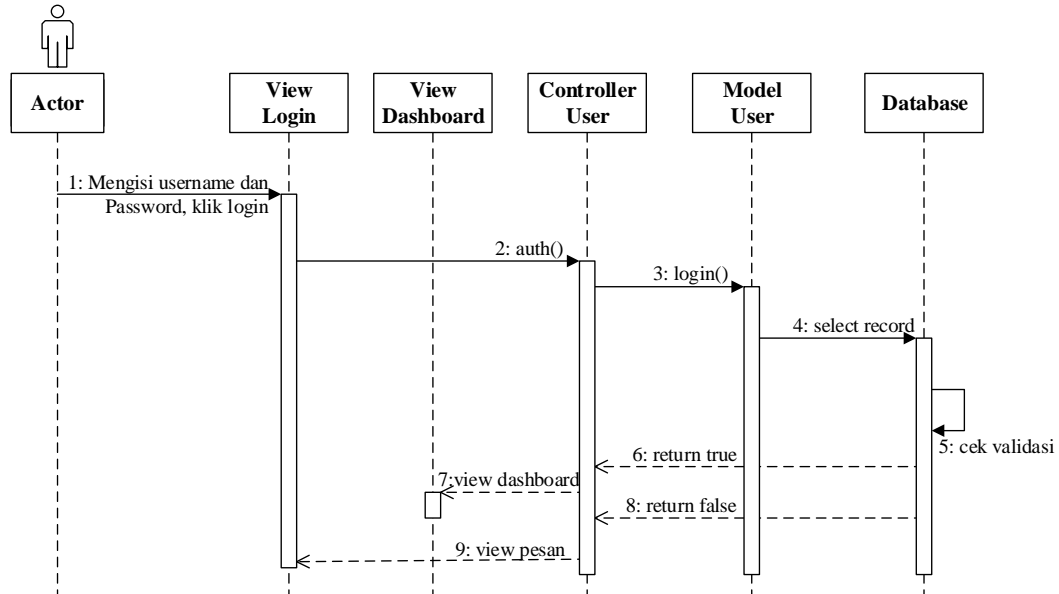 Actor
View
Login
View
Dashboard
Controller
User
Model
User
Database
1: Mengisi username dan
Password, klik login
2: auth()
3: login()
4: select record
5: cek validasi
6: return true
7:view dashboard
8: return false
9: view pesan